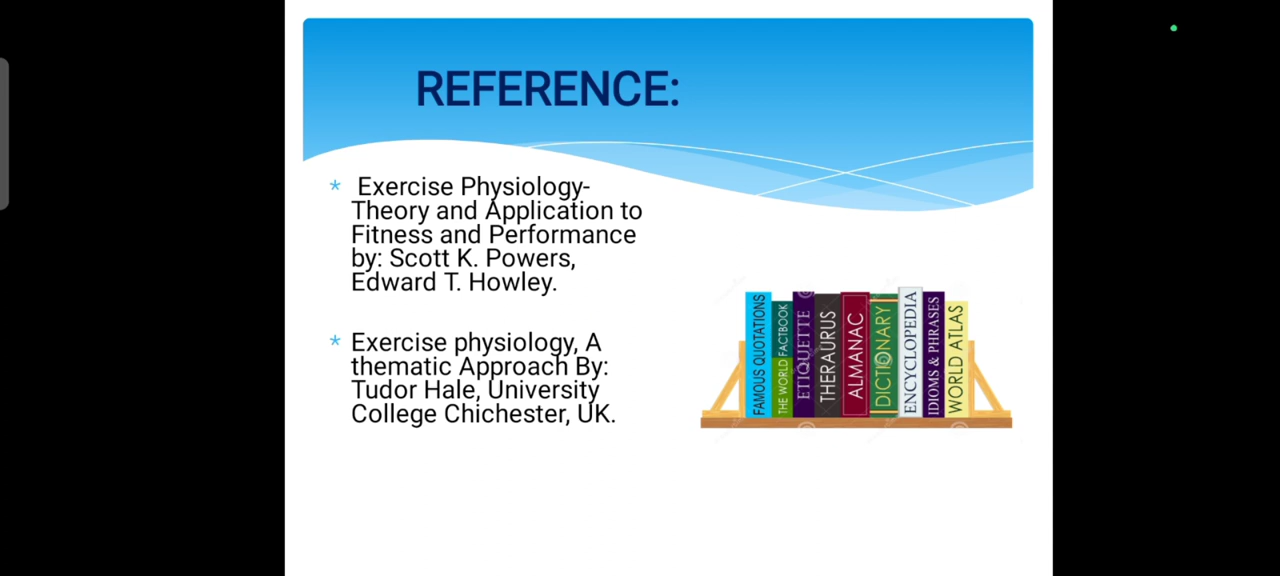 REFERENCE:
* Exercise Physiology-
Theory and Application to
Fitness and Performance
by: Scott K. Powers,
Edward T. Howley.
* Exercise physiology, A
thematic Approach By:
Tudor Hale, University
College Chichester, UK.
FAMOUS QUOTATIONS
THE WORLD FACTBOOK
ETIQUETTE
THERAURUS
ALMANAC
DICTIONARY
ENCYCLOPEDIA
IDIOMS & PHRASES
WORLD ATLAS